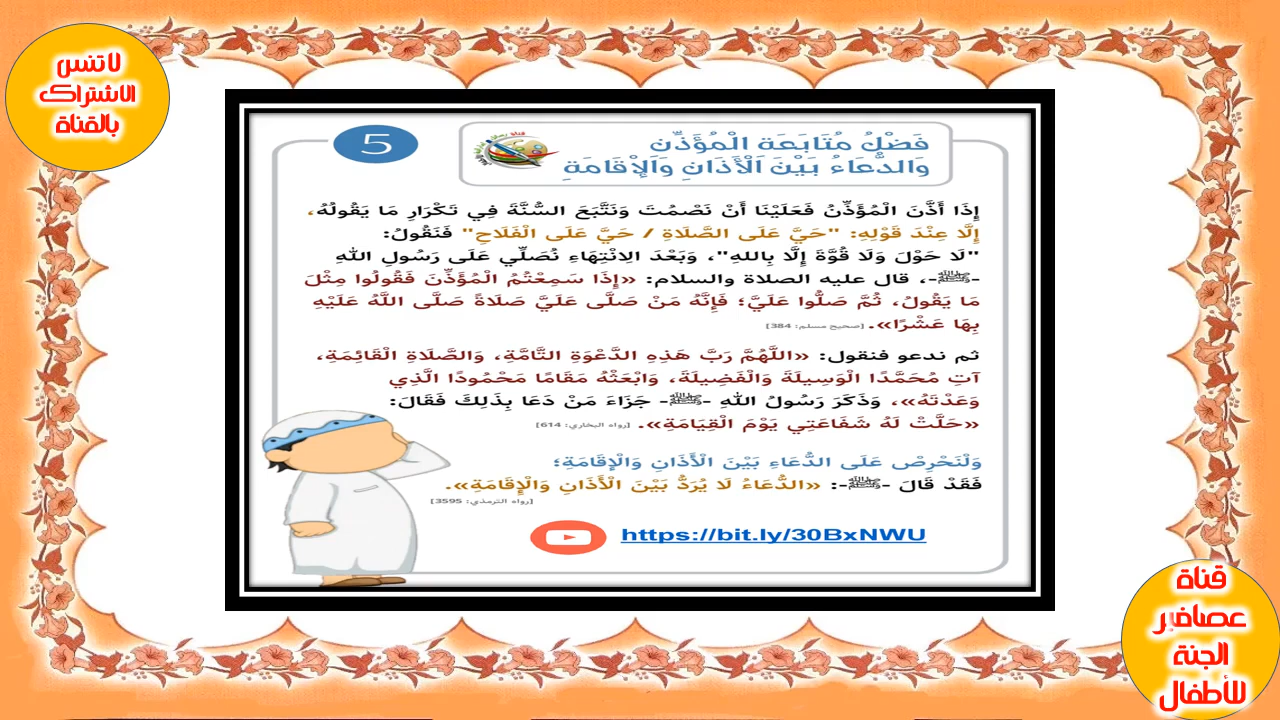 لا تنس
الاشتراك
بالقناة
5
فَضْلُ مُتَابَعَة الْمُؤَذِّن
وَالدُّعَاءُ بَيْنَ اَلْأَذَانِ وَاَلإْقَامَةِ
إِذَا أَذَّنَ الْمُؤَذِّنُ فَعَلَيْنَا أَنْ نَصْمُتَ وَنَتَّبَعَ السُّنَّةَ فِي تَكْرَارِ مَا يَقُولُهُ،
إِلَّا عِنْدَ قَوْلِهِ: "حَيَّ عَلَى الصَّلَاةِ / حَيَّ عَلَى الْفَلَاحِ" فَنَقُولُ:
"لَا حَوْلَ وَلَا قُوَّةَ إِلَّا بِاللهِ"، وَبَعْدَ الِانْتِهَاءِ نُصَلِّي عَلَى رَسُولِ اللهِ
-ﷺ-، قال عليه الصلاة والسلام: «إِذَا سَمِعْتُمُ الْمُؤَذِّنَ فَقُولُوا مِثْلَ
مَا يَقُولُ، ثُمَّ صَلُّوا عَلَيَّ؛ فَإِنَّهُ مَنْ صَلَّى عَلَيَّ صَلَاةً صَلَّى اللَّهُ عَلَيْهِ
بِهَا عَشْرًا». [صحيح مسلم: 384]
ثم ندعو فنقول: «اللَّهُمَّ رَبَّ هَذِهِ الدَّعْوَةِ التَّامَّةِ، وَالصَّلَاةِ الْقَائِمَةِ،
آتِ مُحَمَّدًا الْوَسِيلَةَ وَالْفَضِيلَةَ، وَابْعَثْهُ مَقَامًا مَحْمُودًا الَّذِي
وَعَدْتَهُ»، وَذَكَرَ رَسُولُ اللهِ -ﷺ- جَزَاءَ مَنْ دَعَا بِذَلِكَ فَقَالَ:
«حَلَّتْ لَهُ شَفَاعَتِي يَوْمَ الْقِيَامَةِ». [رواه البخاري: 614]
وَلْنَحْرِصْ عَلَى الدُّعَاءِ بَيْنَ الْأَذَانِ وَالْإِقَامَةِ؛
فَقَدْ قَالَ -ﷺ-: «الدُّعَاءُ لَا يُرَدُّ بَيْنَ الْأَذَانِ وَالْإِقَامَةِ».
[رواه الترمذي: 3595]
https://bit.ly/30BxNWU
قناة
عصافير
الجنة
للأطفال